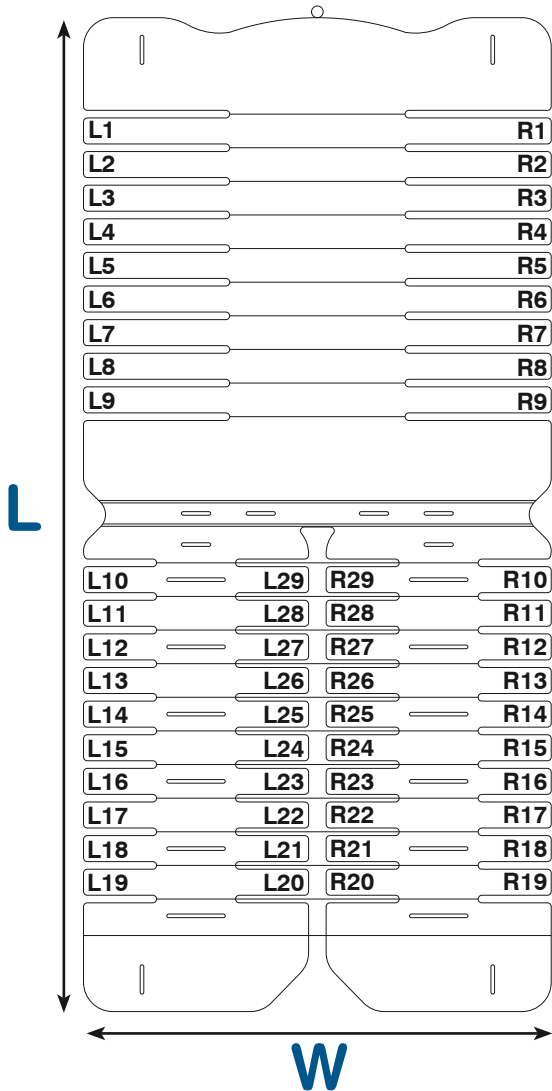 L1 R1
L2 R2
L3 R3
L4 R4
L5 R5
L6 R6
L7 R7
L8 R8
L9 R9
L
L10 L29 R29 R10
L11 L28 R28 R11
L12 L27 R27 R12
L13 L26 R26 R13
L14 L25 R25 R14
L15 L24 R24 R15
L16 L23 R23 R16
L17 L22 R22 R17
L18 L21 R21 R18
L19 L20 R20 R19
W